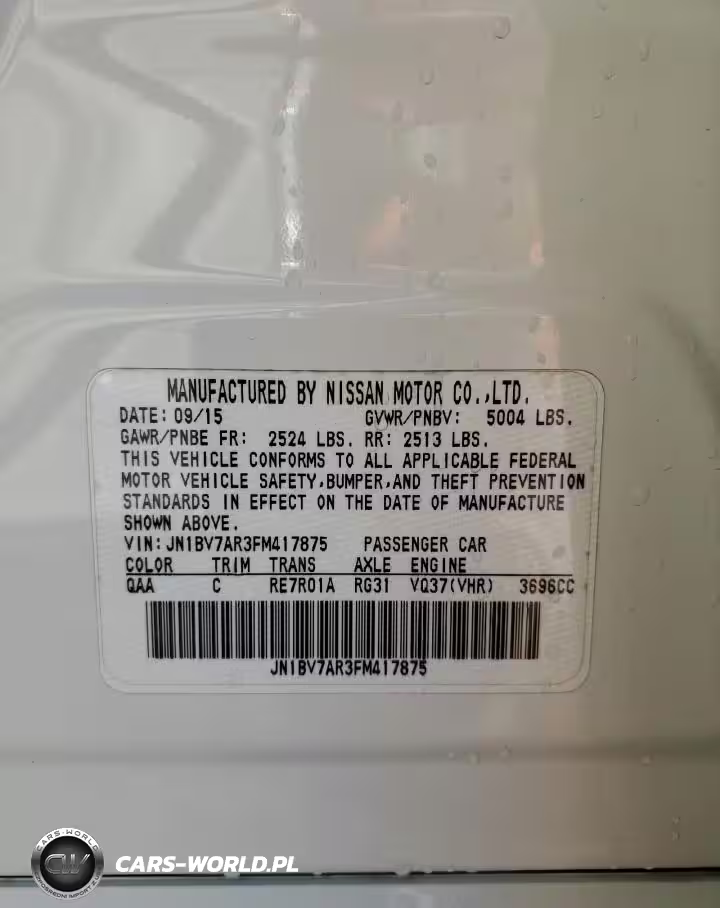 MANUFACTURED BY NISSAN MOTOR CO.,LTD.
DATE: 09/15 GVWR/PNBV: 5004 LBS.
GAWR/PNBE FR: 2524 LBS. RR: 2513 LBS.
THIS VEHICLE CONFORMS TO ALL APPLICABLE FEDERAL
MOTOR VEHICLE SAFETY,BUMPER,AND THEFT PREVENTION
STANDARDS IN EFFECT ON THE DATE OF MANUFACTURE
SHOWN ABOVE.
VIN: JN1BV7AR3FM417875 PASSENGER CAR
COLOR TRIM TRANS AXLE ENGINE
QAA C RE7R01A RG31 VQ37(VHR) 3696CC
JN1BV7AR3FM417875
CARS-WORLD
CW
CARS-WORLD.PL